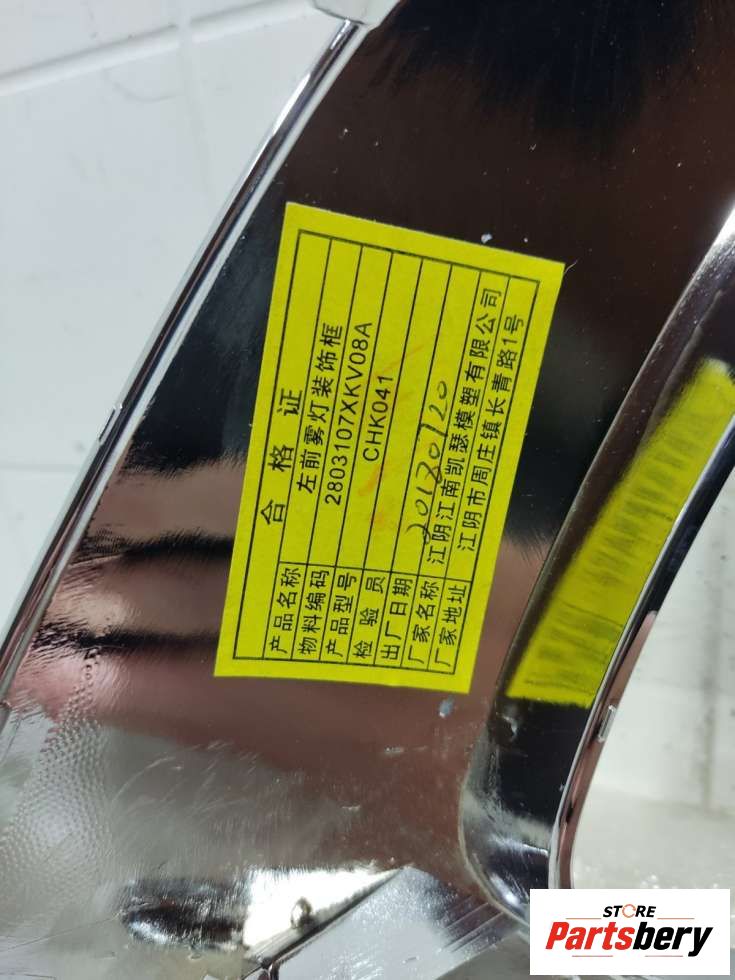 合格证
产品名称 左前雾灯装饰框
物料编码 2803107XKV08A
产品型号 CHK041
检验员
出厂日期 20180120
厂家名称 江阴江南凯瑟模塑有限公司
厂家地址 江阴市周庄镇长青路1号
STORE
Partsbery